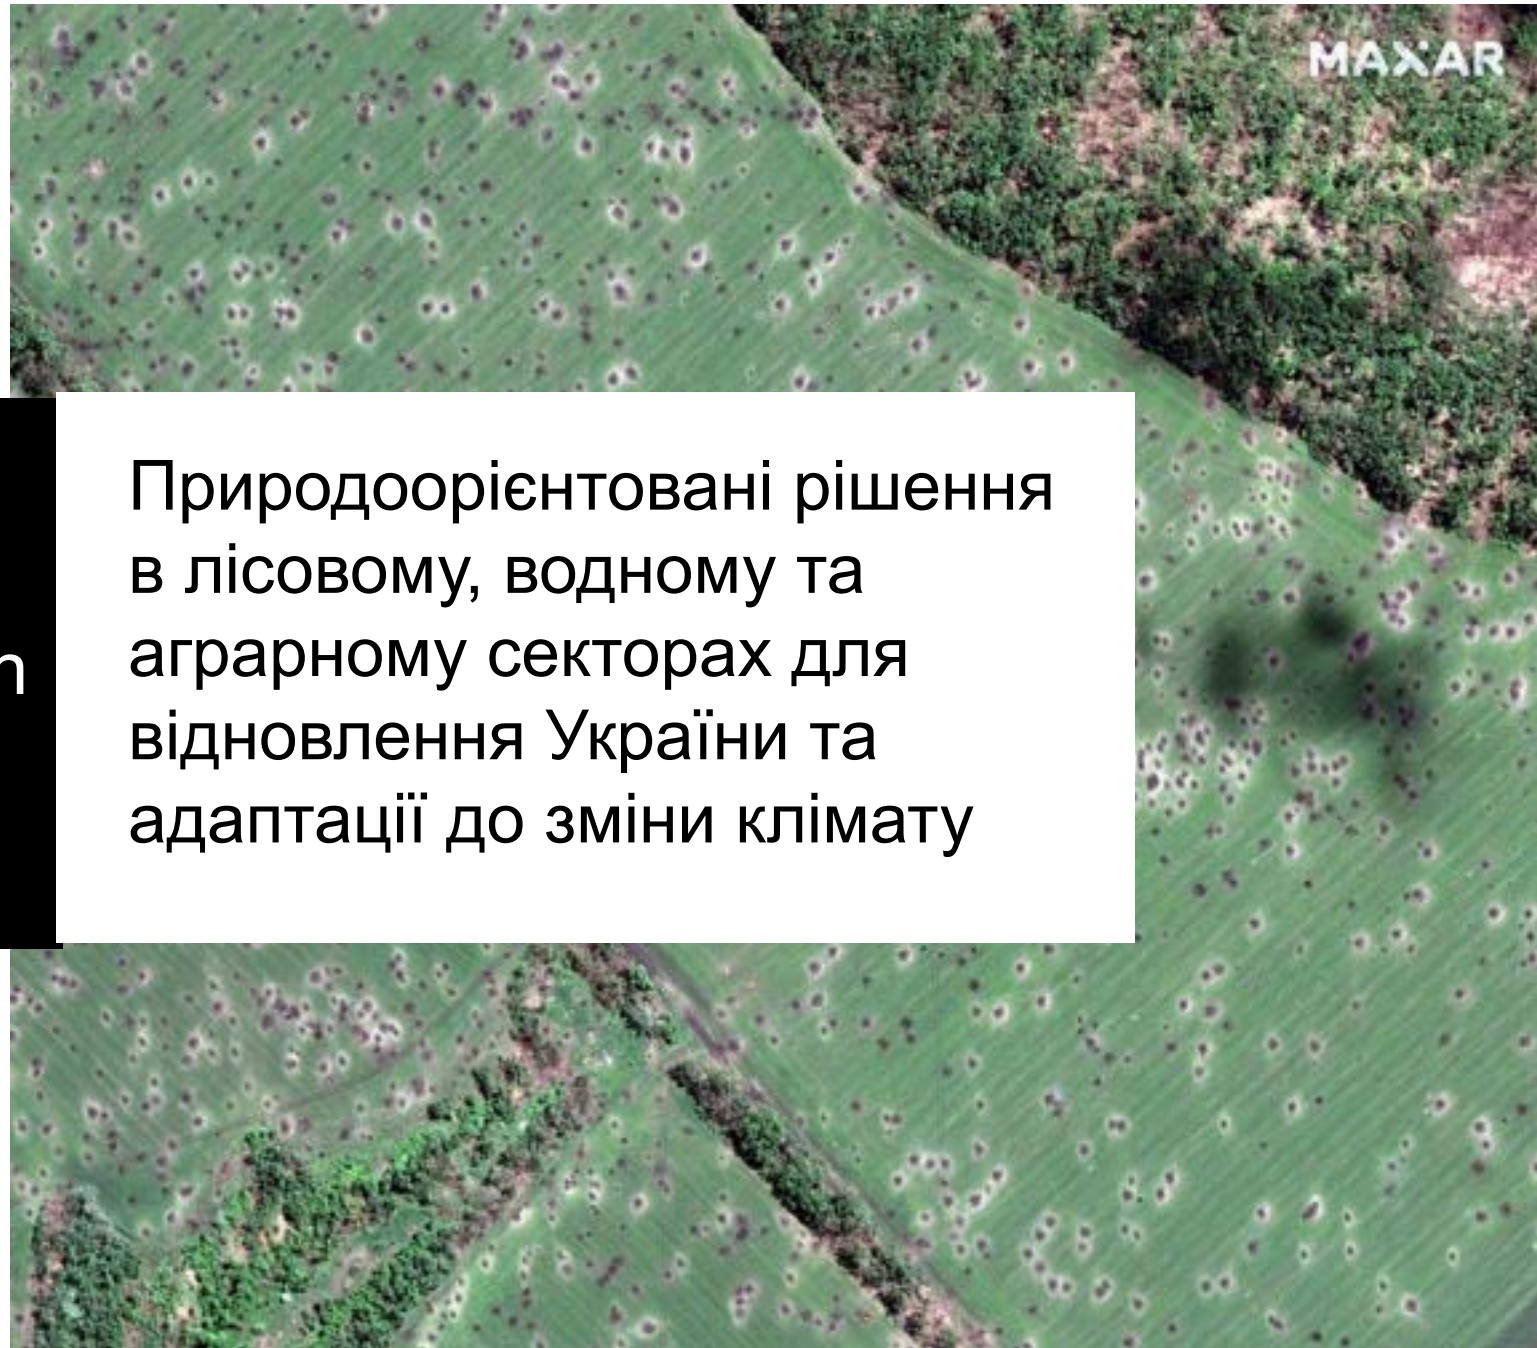 MAXAR
Природоорієнтовані рішення
в лісовому, водному та
аграрному секторах для
відновлення України та
адаптації до зміни клімату